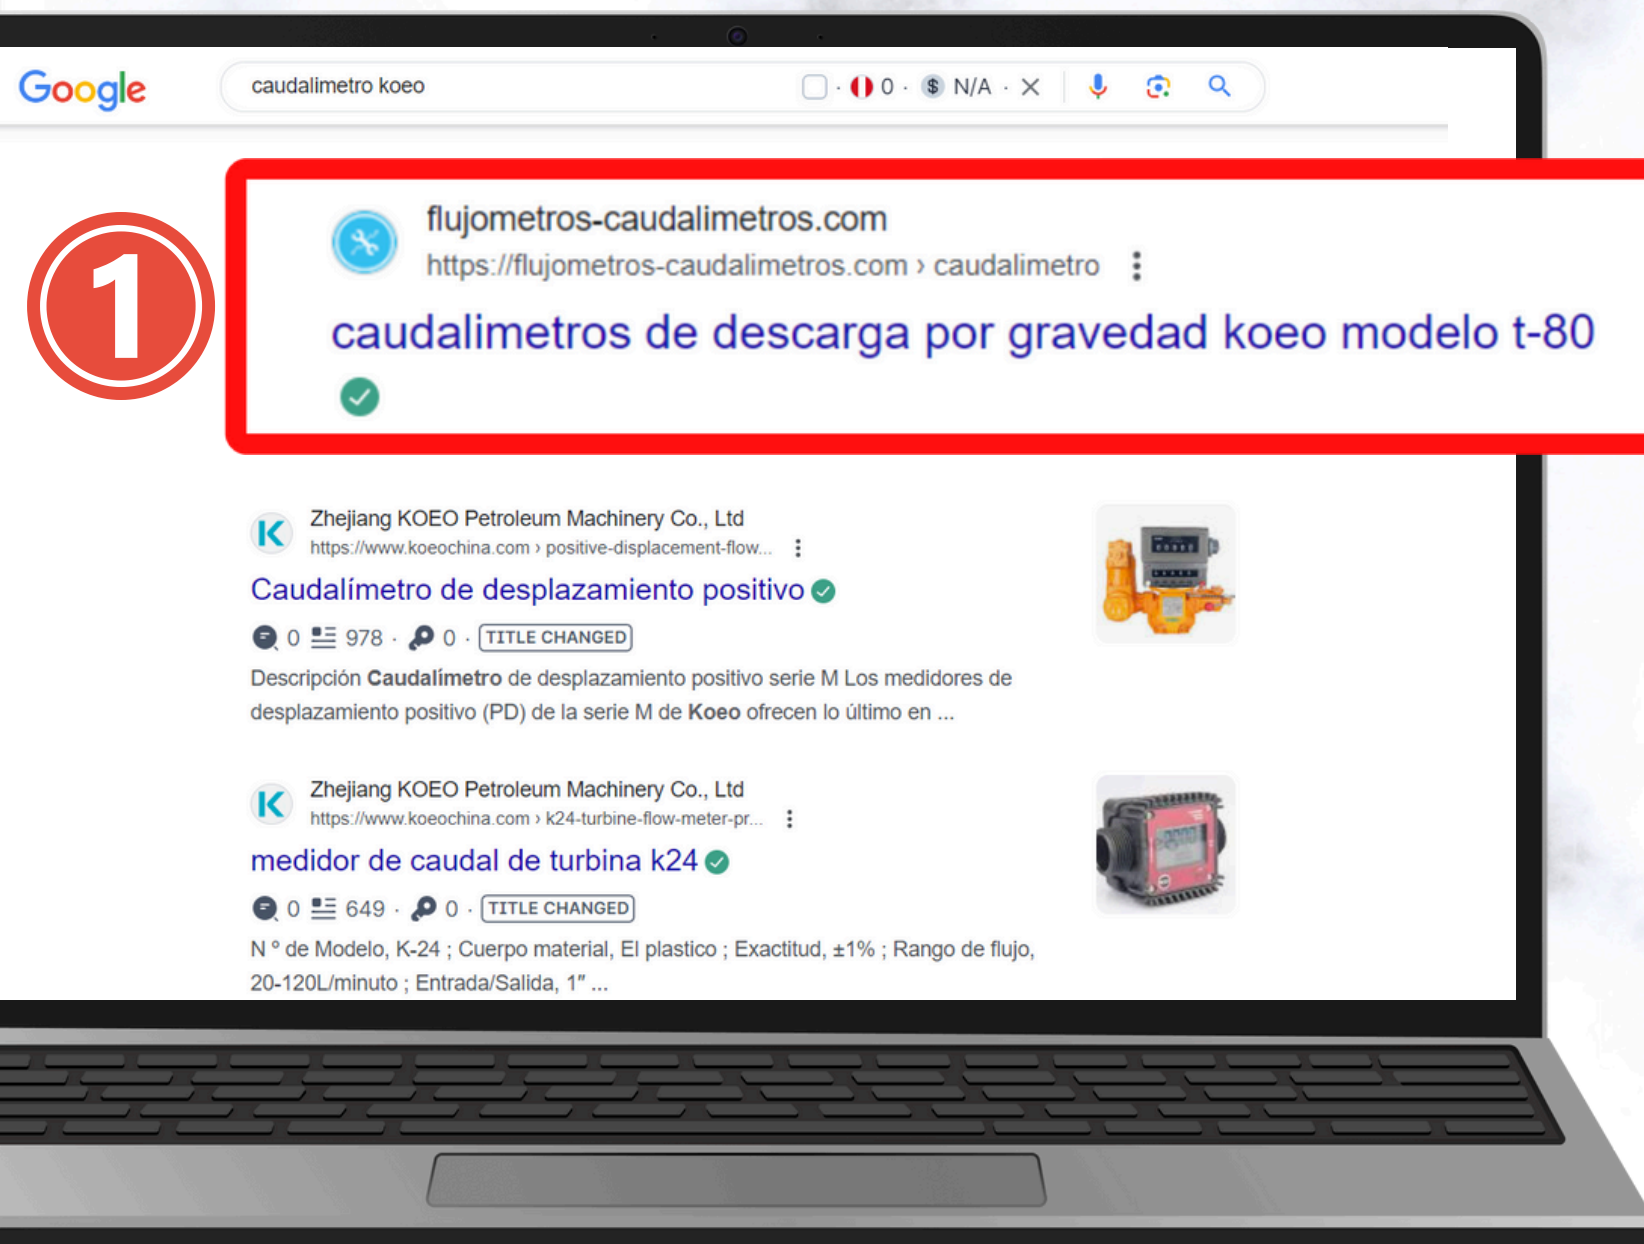 Google
caudalimetro koeo
· 0 · $ N/A ·
1
flujometros-caudalimetros.com
https://flujometros-caudalimetros.com › caudalimetro
caudalimetros de descarga por gravedad koeo modelo t-80
Zhejiang KOEO Petroleum Machinery Co., Ltd
https://www.koeochina.com › positive-displacement-flow...
Caudalímetro de desplazamiento positivo
0 978 · 0 · TITLE CHANGED
Descripción Caudalímetro de desplazamiento positivo serie M Los medidores de
desplazamiento positivo (PD) de la serie M de Koeo ofrecen lo último en ...
Zhejiang KOEO Petroleum Machinery Co., Ltd
https://www.koeochina.com › k24-turbine-flow-meter-pr...
medidor de caudal de turbina k24
0 649 · 0 · TITLE CHANGED
N º de Modelo, K-24 ; Cuerpo material, El plastico ; Exactitud, ±1% ; Rango de flujo,
20-120L/minuto ; Entrada/Salida, 1″ ...